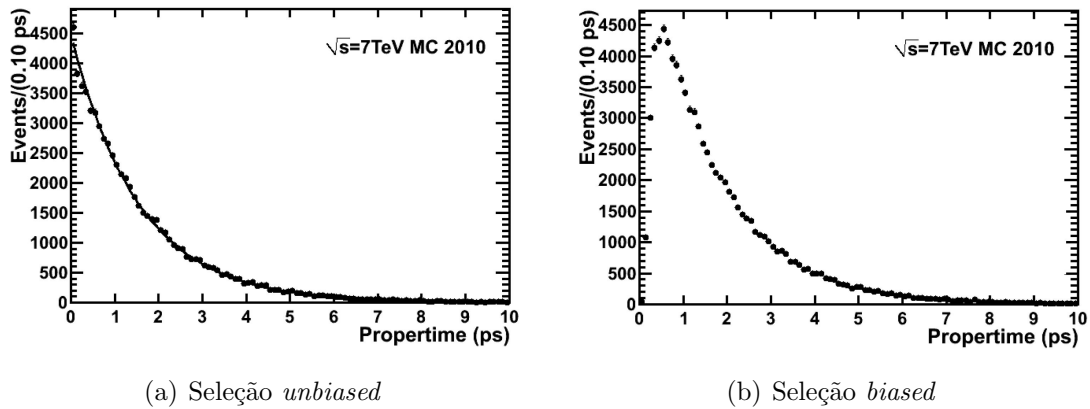 Events/(0.10 ps)
4500
4000
3500
3000
2500
2000
1500
1000
500
0
√s=7TeV MC 2010
0 1 2 3 4 5 6 7 8 9 10
Propertime (ps)
(a) Seleção unbiased
Events/(0.10 ps)
4500
4000
3500
3000
2500
2000
1500
1000
500
0
√s=7TeV MC 2010
0 1 2 3 4 5 6 7 8 9 10
Propertime (ps)
(b) Seleção biased